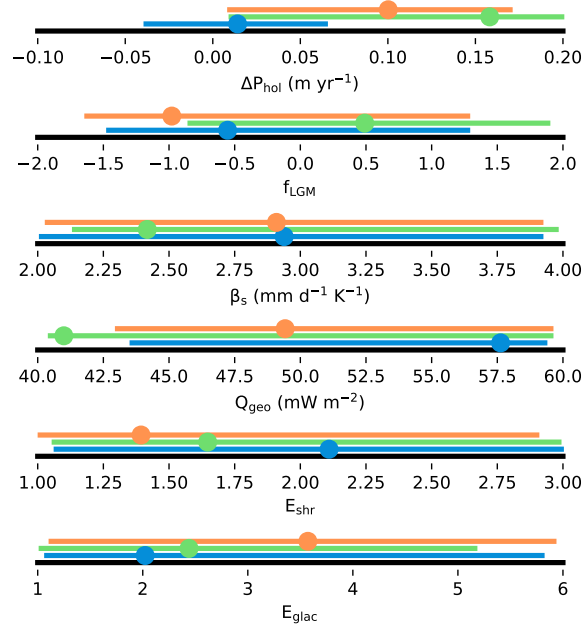 −0.10 −0.05 0.00 0.05 0.10 0.15 0.20
ΔPhol (m yr⁻¹)
−2.0 −1.5 −1.0 −0.5 0.0 0.5 1.0 1.5 2.0
fLGM
2.00 2.25 2.50 2.75 3.00 3.25 3.50 3.75 4.00
βs (mm d⁻¹ K⁻¹)
40.0 42.5 45.0 47.5 50.0 52.5 55.0 57.5 60.0
Qgeo (mW m⁻²)
1.00 1.25 1.50 1.75 2.00 2.25 2.50 2.75 3.00
Eshr
1 2 3 4 5 6
Eglac